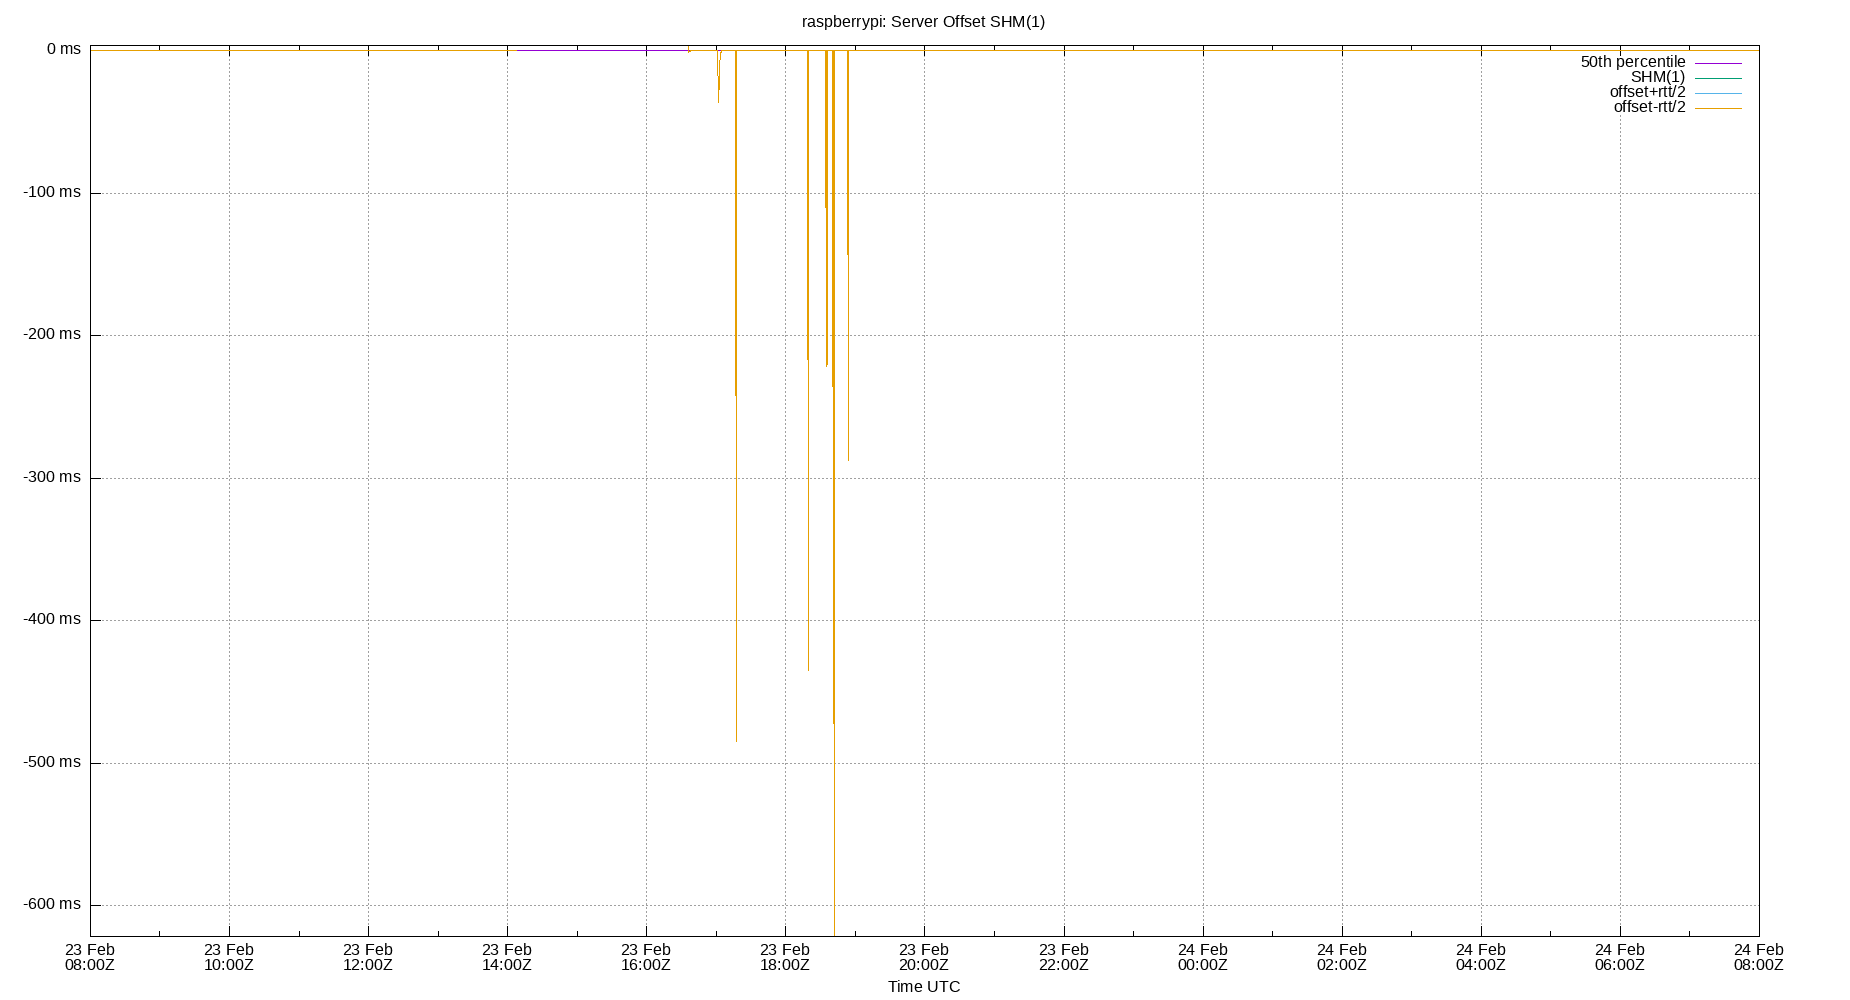 raspberrypi: Server Offset SHM(1)
0 ms
-100 ms
-200 ms
-300 ms
-400 ms
-500 ms
-600 ms
50th percentile
SHM(1)
offset+rtt/2
offset-rtt/2
23 Feb 23 Feb 23 Feb 23 Feb 23 Feb 23 Feb 23 Feb 23 Feb 24 Feb 24 Feb 24 Feb 24 Feb 24 Feb
08:00Z 10:00Z 12:00Z 14:00Z 16:00Z 18:00Z 20:00Z 22:00Z 00:00Z 02:00Z 04:00Z 06:00Z 08:00Z
Time UTC